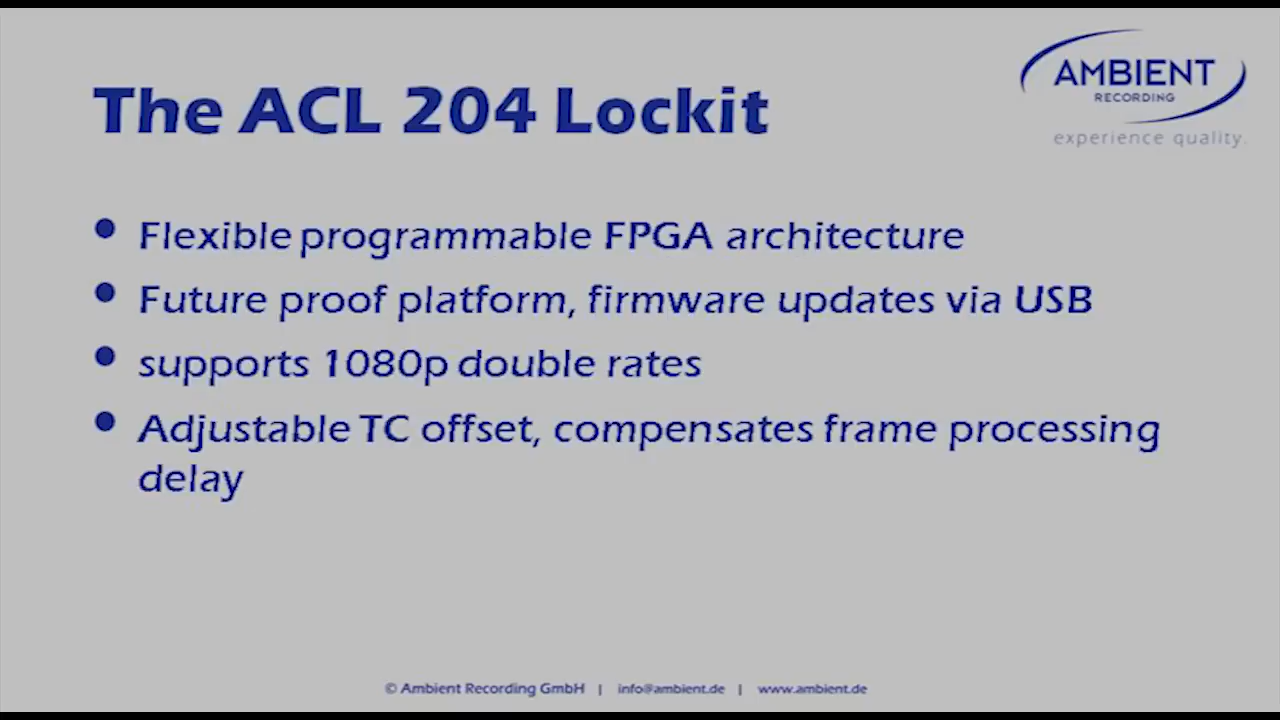 AMBIENT
RECORDING
experience quality.
The ACL 204 Lockit
• Flexible programmable FPGA architecture
• Future proof platform, firmware updates via USB
• supports 1080p double rates
• Adjustable TC offset, compensates frame processing
delay
© Ambient Recording GmbH | info@ambient.de | www.ambient.de